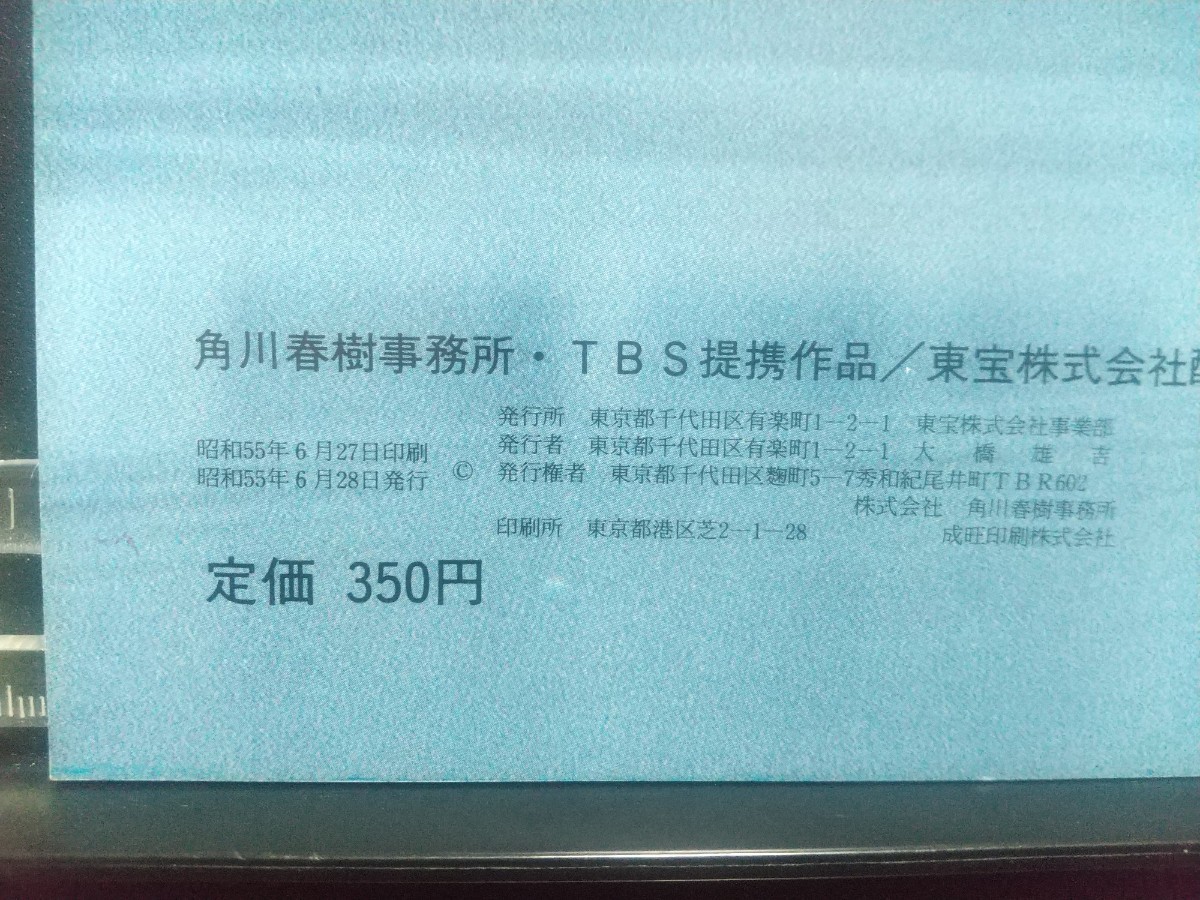 角川春樹事務所・TBS提携作品／東宝株式会社配
昭和55年6月27日印刷
昭和55年6月28日発行
©
発行所　東京都千代田区有楽町1－2－1　東宝株式会社事業部
発行者　東京都千代田区有楽町1－2－1　大橋雄吉
発行権者　東京都千代田区麴町5－7秀和紀尾井町TBR602
株式会社　角川春樹事務所
印刷所　東京都港区芝2－1－28　成旺印刷株式会社
定価 350円